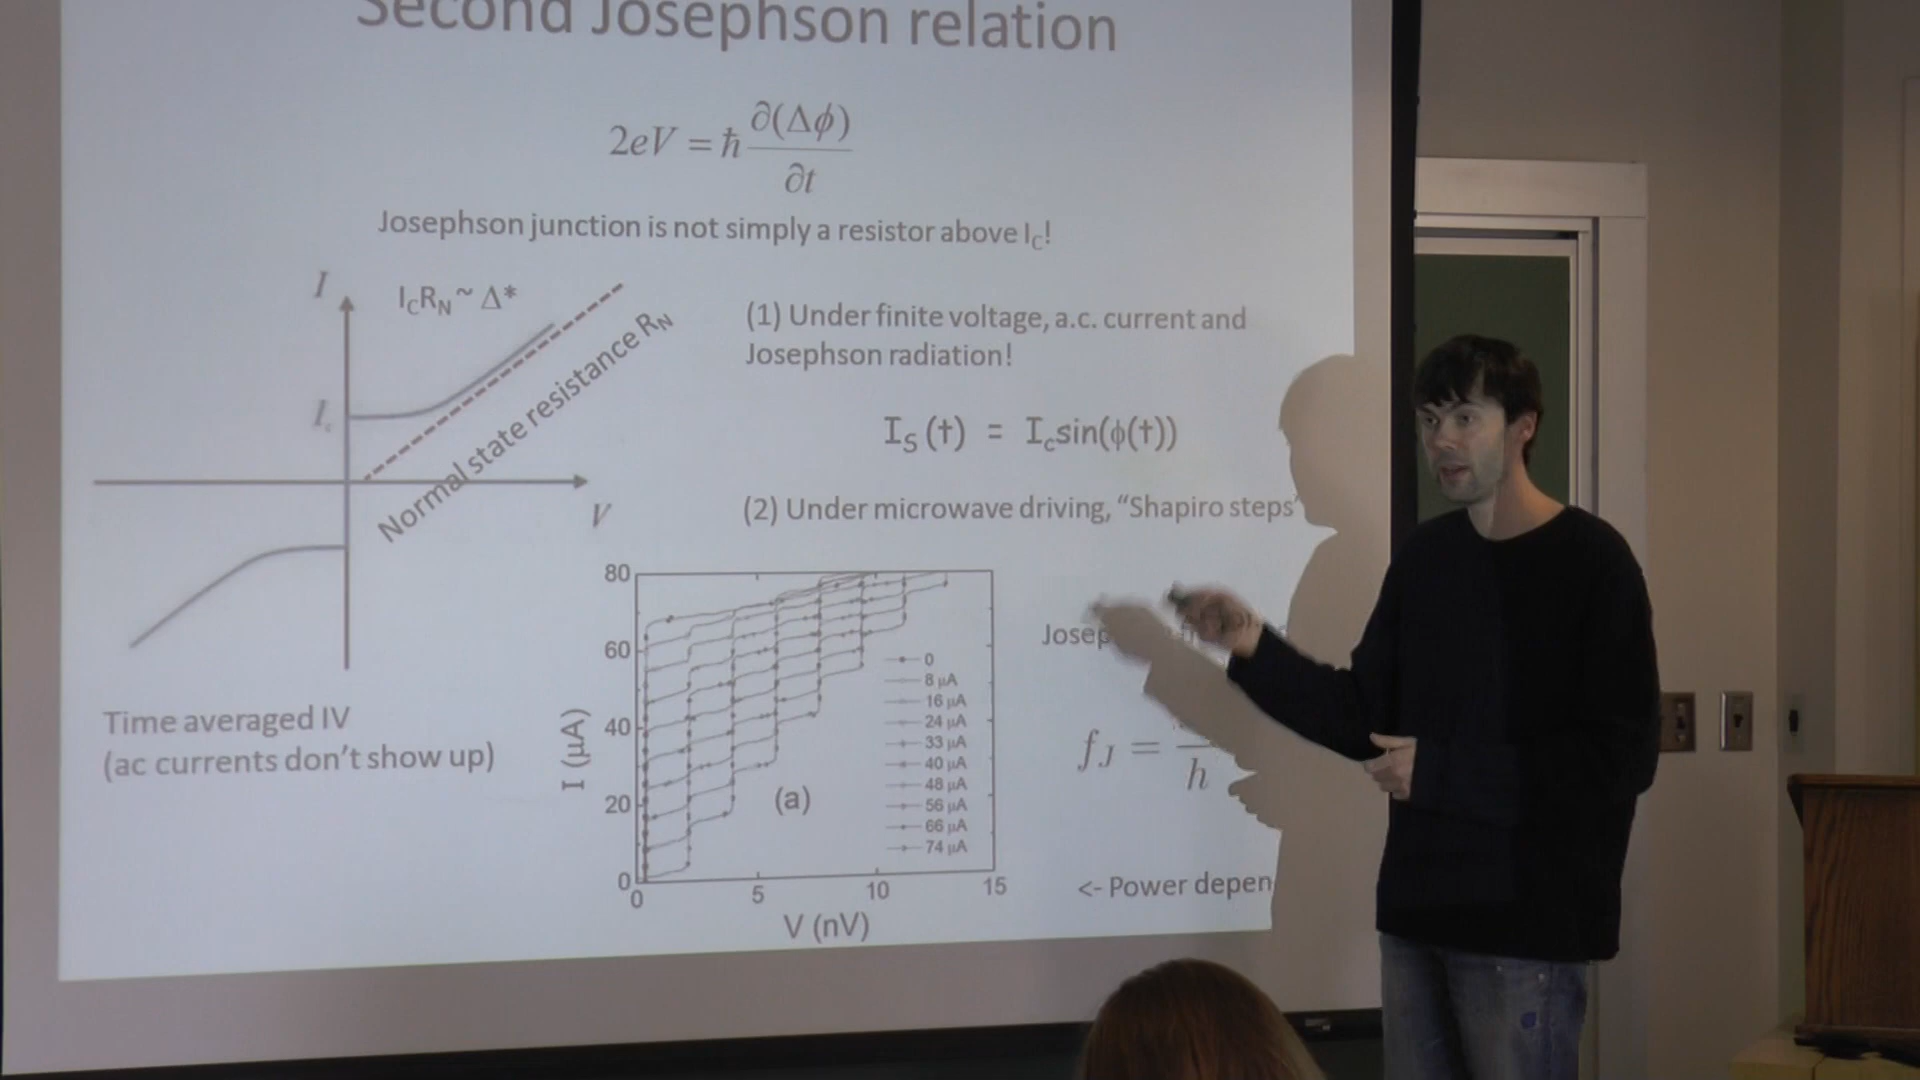 Second Josephson relation
2eV = ħ ∂(Δϕ)/∂t
Josephson junction is not simply a resistor above I_C!
I
I_C R_N ~ Δ*
I_c
V
Normal state resistance R_N
Time averaged IV
(ac currents don't show up)
(1) Under finite voltage, a.c. current and
Josephson radiation!
I_S (t) = I_c sin(ϕ(t))
(2) Under microwave driving, "Shapiro steps"
80
60
40
20
0
I (µA)
0 5 10 15
V (nV)
(a)
0
8 µA
16 µA
24 µA
33 µA
40 µA
48 µA
56 µA
66 µA
74 µA
f_J =
h
<- Power depen